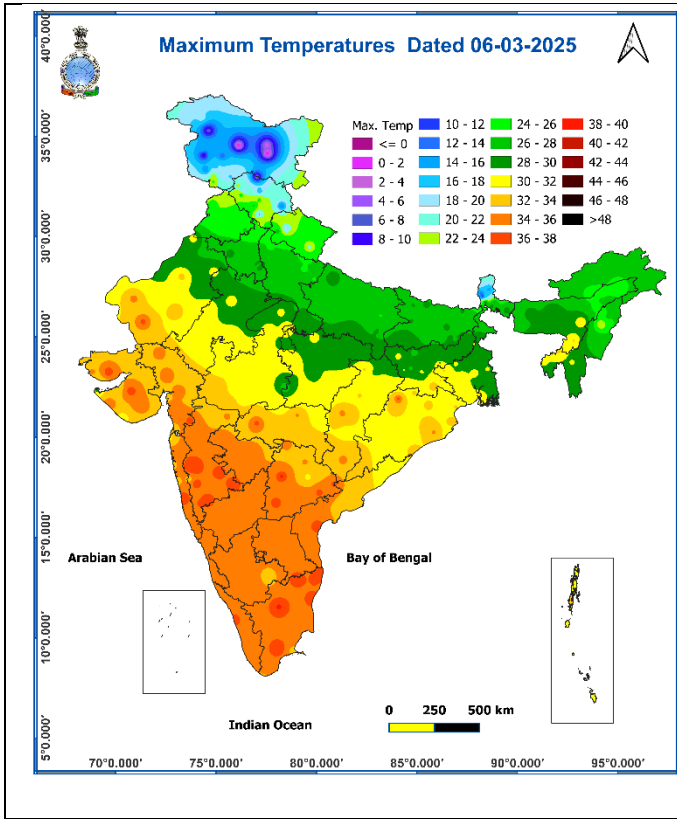 Maximum Temperatures Dated 06-03-2025
Max. Temp
<= 0
0 - 2
2 - 4
4 - 6
6 - 8
8 - 10
10 - 12
12 - 14
14 - 16
16 - 18
18 - 20
20 - 22
22 - 24
24 - 26
26 - 28
28 - 30
30 - 32
32 - 34
34 - 36
36 - 38
38 - 40
40 - 42
42 - 44
44 - 46
46 - 48
>48
40°0.000'
35°0.000'
30°0.000'
25°0.000'
20°0.000'
15°0.000'
10°0.000'
5°0.000'
Arabian Sea
Bay of Bengal
Indian Ocean
0 250 500 km
70°0.000' 75°0.000' 80°0.000' 85°0.000' 90°0.000' 95°0.000'